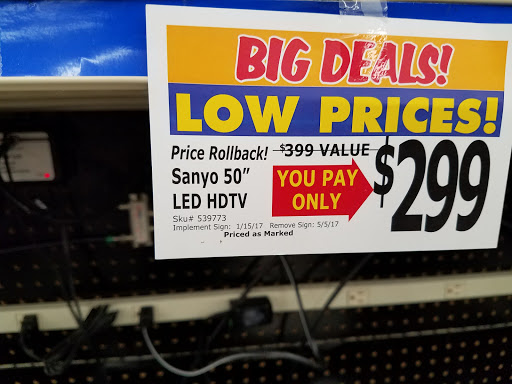 BIG DEALS!
LOW PRICES!
Price Rollback! $399 VALUE
Sanyo 50"
LED HDTV
YOU PAY
ONLY
$299
Sku# 539773
Implement Sign: 1/15/17 Remove Sign: 5/5/17
Priced as Marked